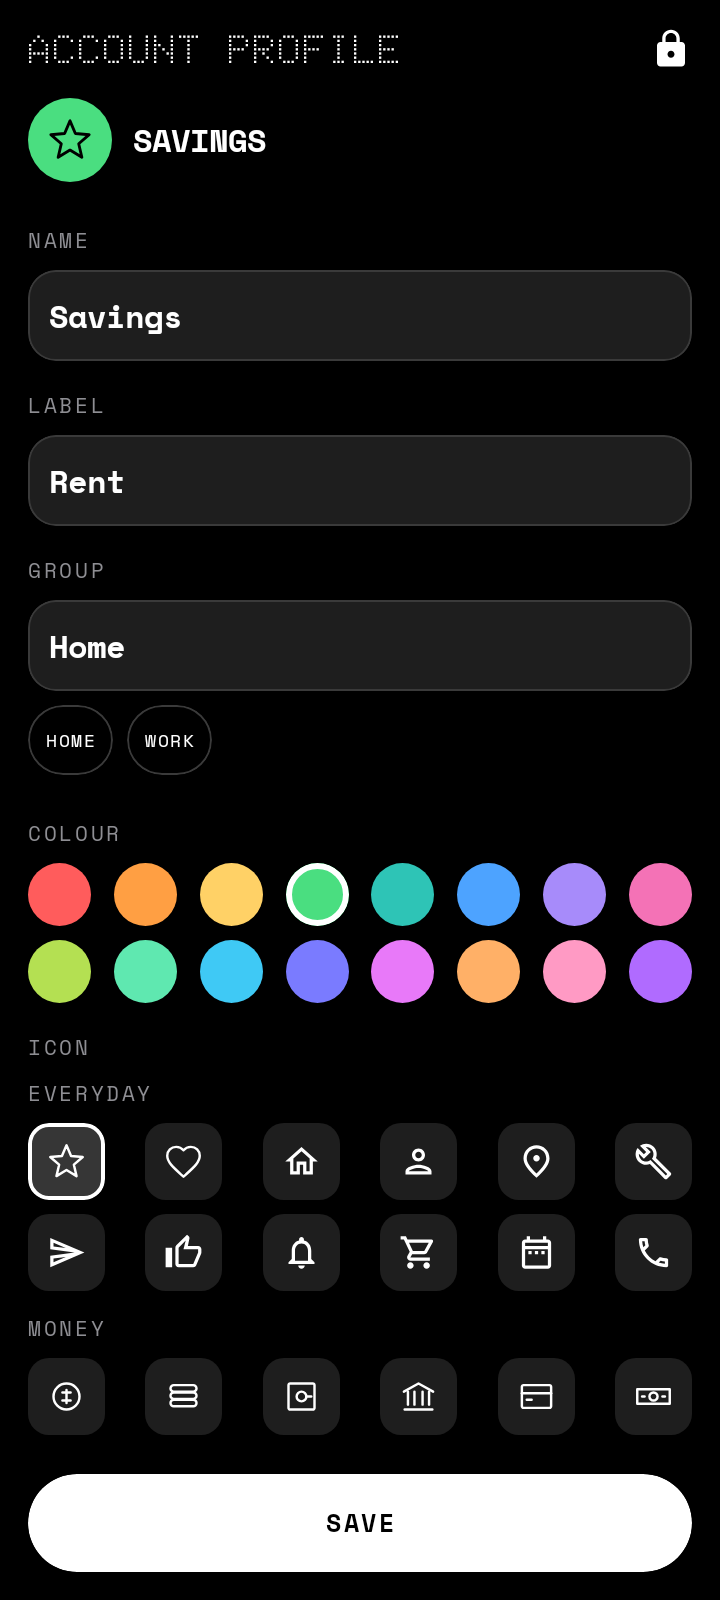 ACCOUNT PROFILE
SAVINGS
NAME
Savings
LABEL
Rent
GROUP
Home
HOME WORK
COLOUR
ICON
EVERYDAY
MONEY
SAVE